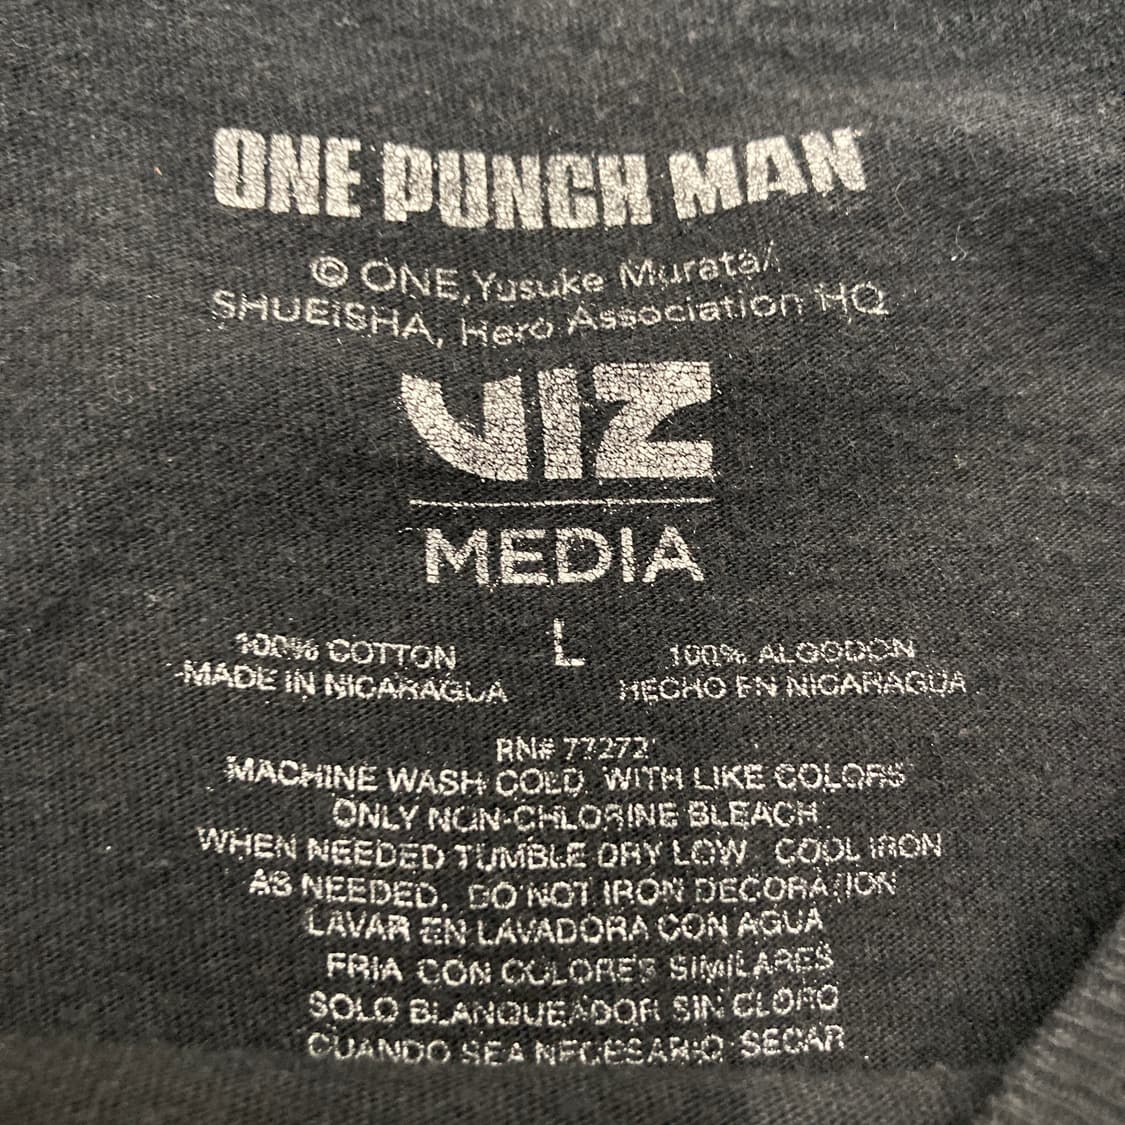 ONE PUNCH MAN
© ONE, Yusuke Murata/
SHUEISHA, Hero Association HQ
VIZ
MEDIA
L
100% COTTON
MADE IN NICARAGUA
100% ALGODON
HECHO EN NICARAGUA
RN# 77272
MACHINE WASH COLD, WITH LIKE COLORS
ONLY NON-CHLORINE BLEACH
WHEN NEEDED TUMBLE DRY LOW. COOL IRON
AS NEEDED. DO NOT IRON DECORATION
LAVAR EN LAVADORA CON AGUA
FRIA CON COLORES SIMILARES
SOLO BLANQUEADOR SIN CLORO
CUANDO SEA NECESARIO SECAR